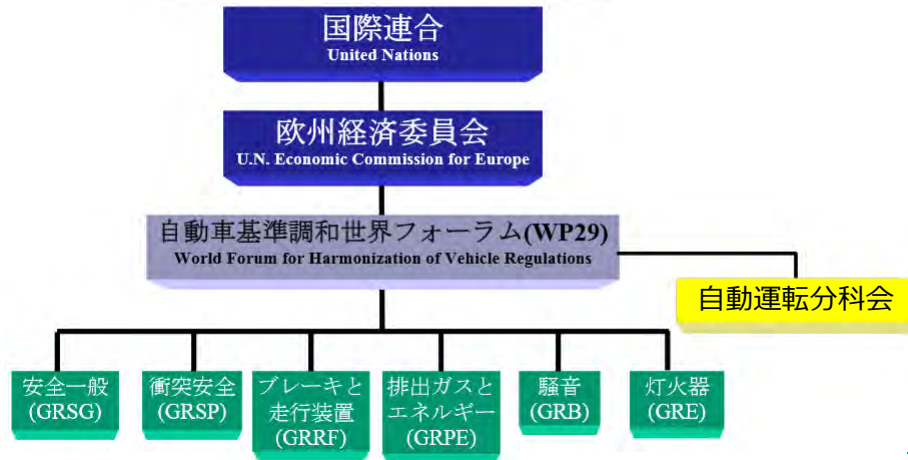 国際連合
United Nations
欧州経済委員会
U.N. Economic Commission for Europe
自動車基準調和世界フォーラム(WP29)
World Forum for Harmonization of Vehicle Regulations
自動運転分科会
安全一般
(GRSG)
衝突安全
(GRSP)
ブレーキと
走行装置
(GRRF)
排出ガスと
エネルギー
(GRPE)
騒音
(GRB)
灯火器
(GRE)